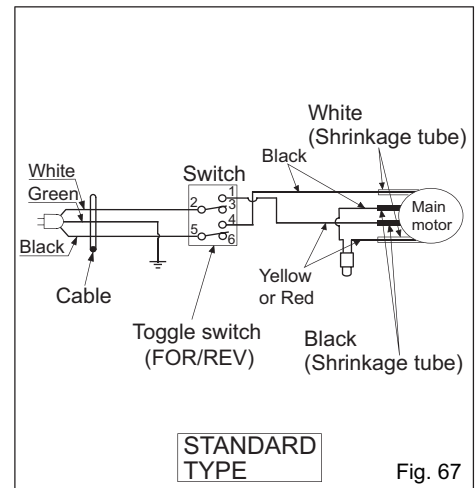 White
(Shrinkage tube)
Black
Switch
White
Green
Black
1
2
3
4
5
6
Main
motor
Cable
Yellow
or Red
Toggle switch
(FOR/REV)
Black
(Shrinkage tube)
STANDARD
TYPE
Fig. 67